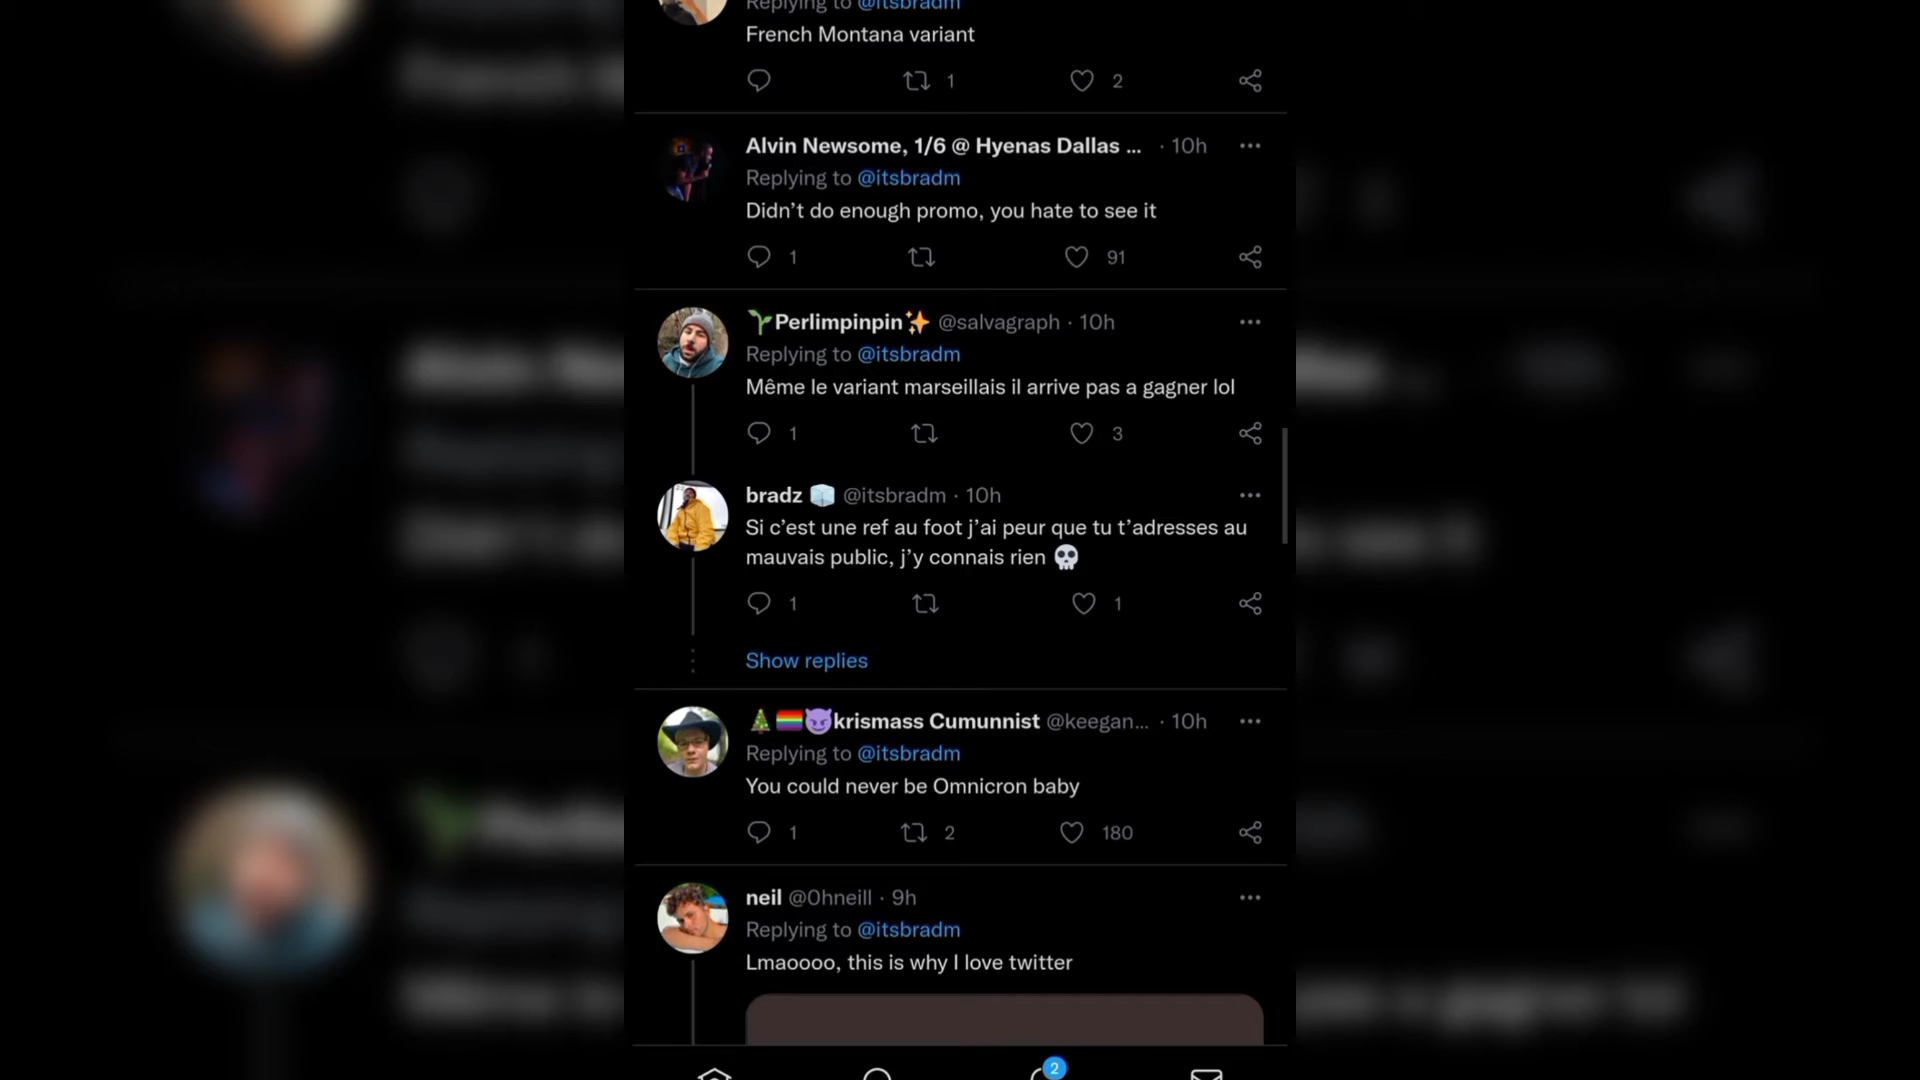 Replying to @itsbradm
French Montana variant
1 2
Alvin Newsome, 1/6 @ Hyenas Dallas ... · 10h
Replying to @itsbradm
Didn’t do enough promo, you hate to see it
1 91
🌱Perlimpinpin✨ @salvagraph · 10h
Replying to @itsbradm
Même le variant marseillais il arrive pas a gagner lol
1 3
bradz 🧊 @itsbradm · 10h
Si c’est une ref au foot j’ai peur que tu t’adresses au
mauvais public, j’y connais rien 💀
1 1
Show replies
🎄🏳️‍🌈😈krismass Cumunnist @keegan... · 10h
Replying to @itsbradm
You could never be Omnicron baby
1 2 180
neil @0hneill · 9h
Replying to @itsbradm
Lmaoooo, this is why I love twitter
2